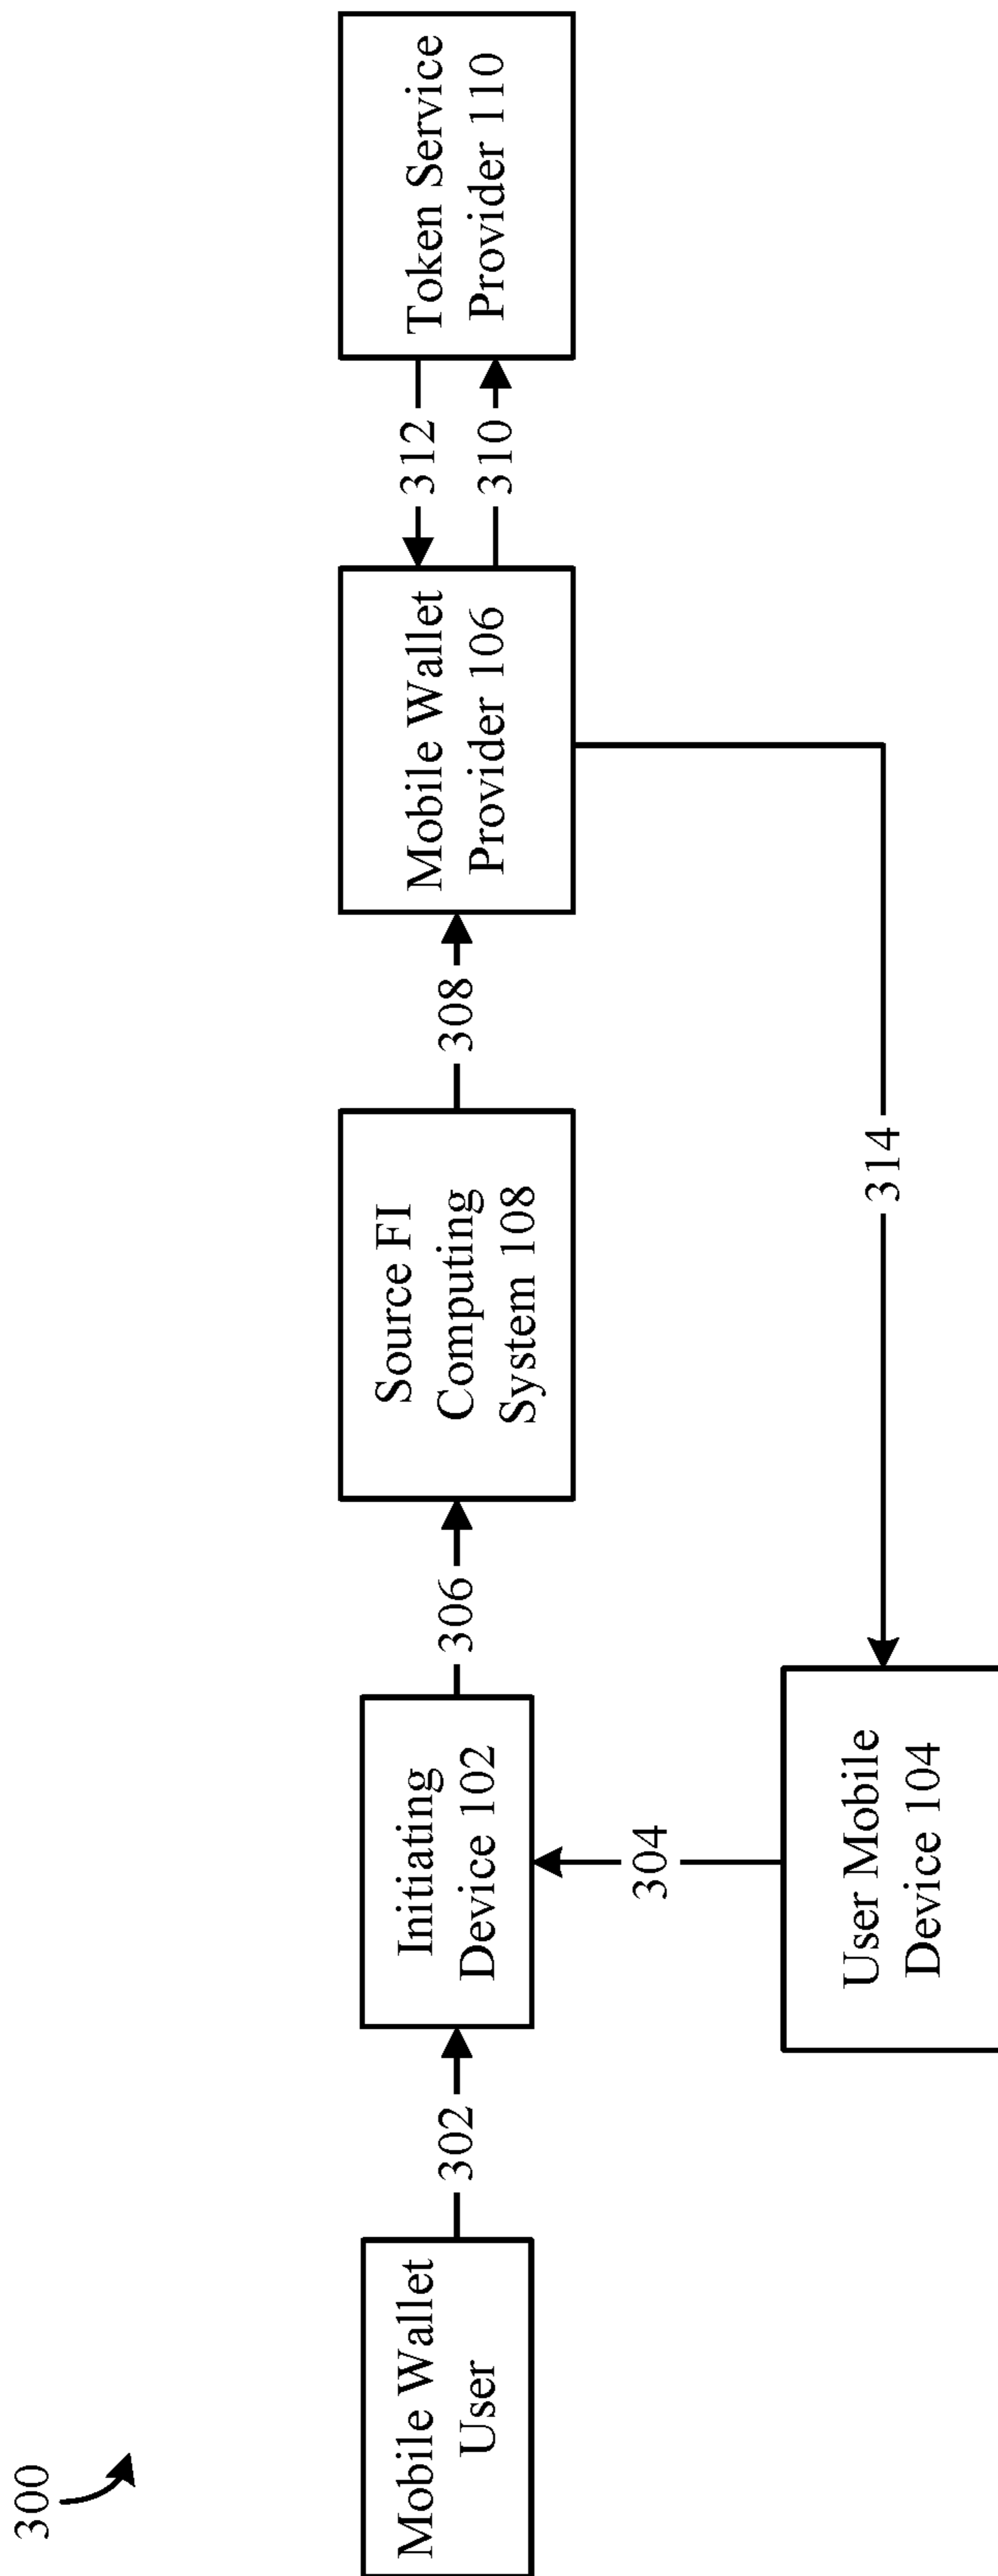 300
Mobile Wallet
User
302
Initiating
Device 102
304
User Mobile
Device 104
306
Source FI
Computing
System 108
308
Mobile Wallet
Provider 106
312
310
Token Service
Provider 110
314